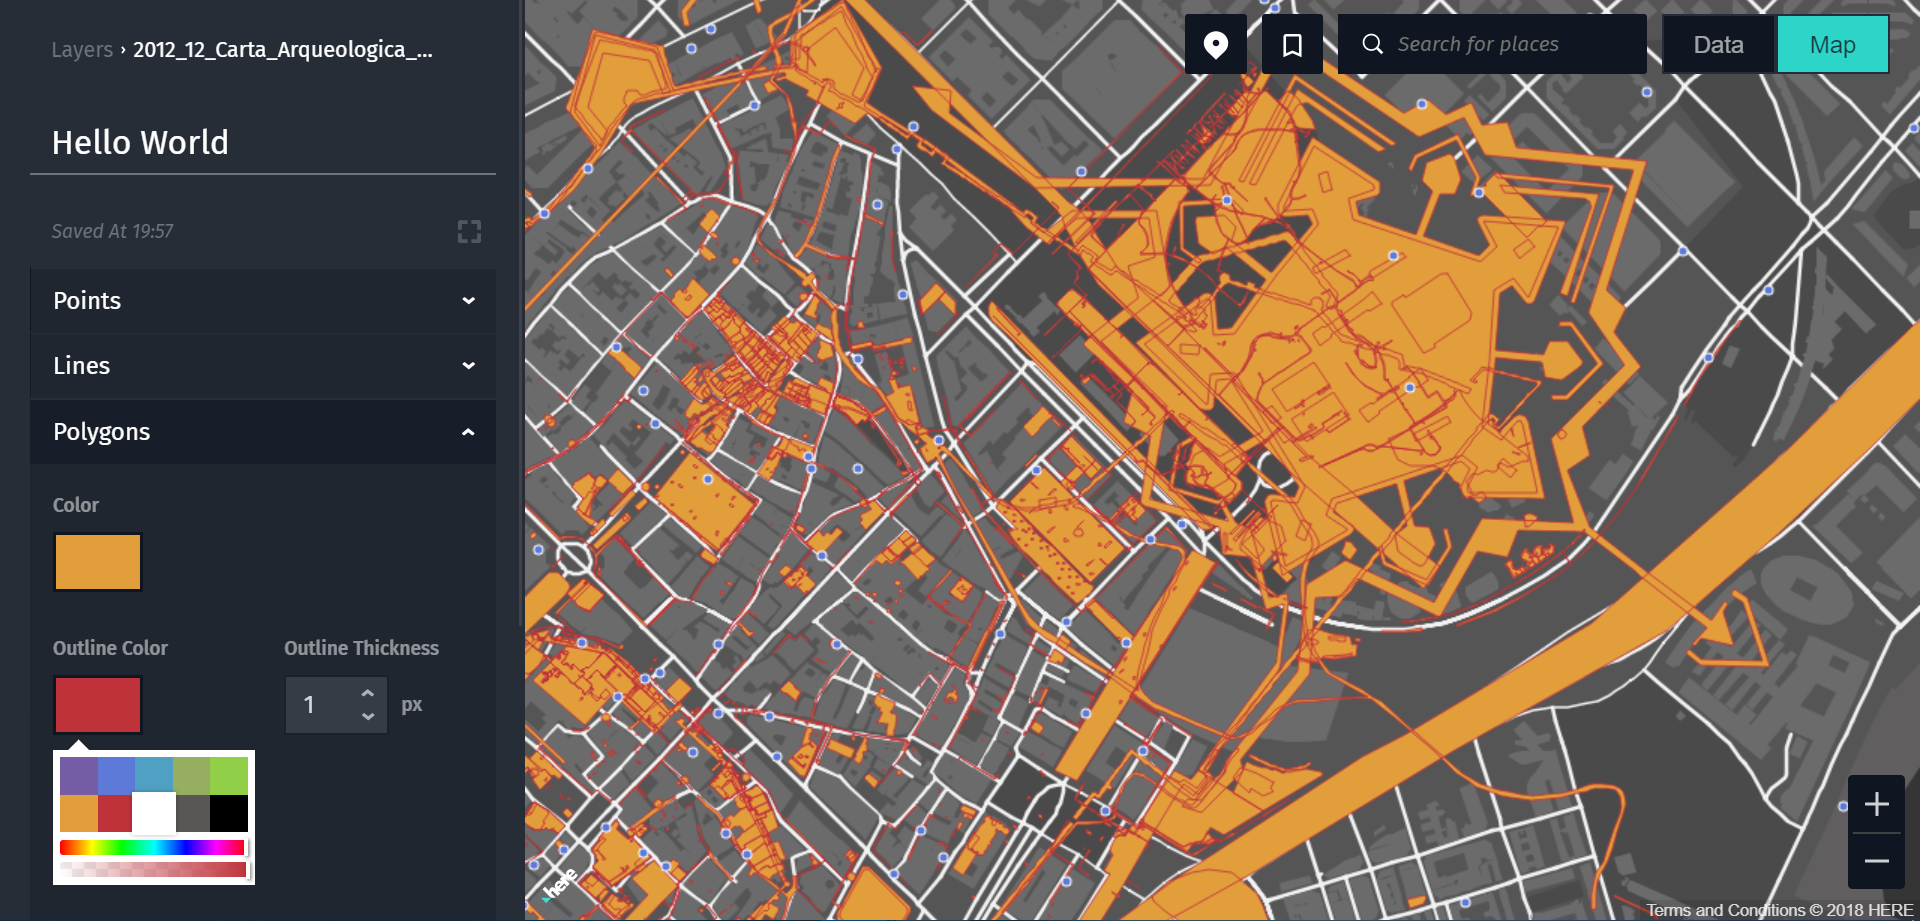 Layers › 2012_12_Carta_Arqueologica_...
Search for places
Data
Map
Hello World
Saved At 19:57
Points
Lines
Polygons
Color
Outline Color
Outline Thickness
1
px
here
Terms and Conditions © 2018 HERE